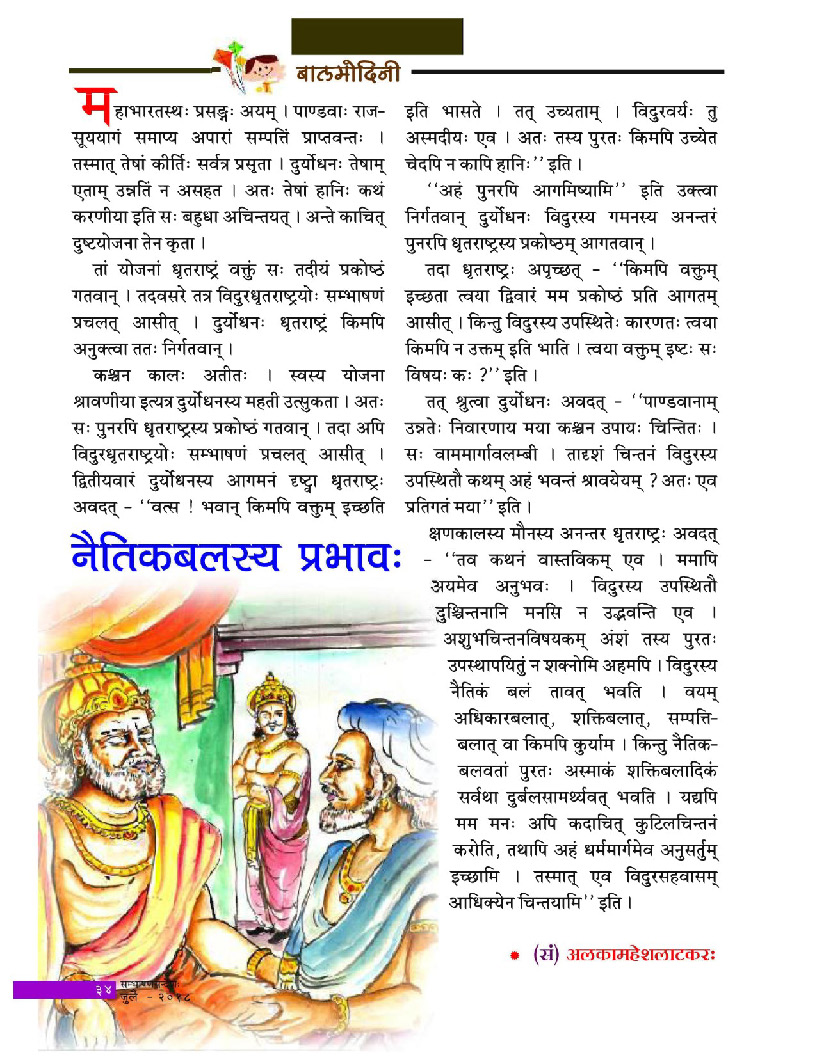 बालमोदिनी
महाभारतस्थः प्रसङ्गः अयम् । पाण्डवाः राज-
सूययागं समाप्य अपारां सम्पत्तिं प्राप्तवन्तः ।
तस्मात् तेषां कीर्तिः सर्वत्र प्रसृता । दुर्योधनः तेषाम्
एताम् उन्नतिं न असहत । अतः तेषां हानिः कथं
करणीया इति सः बहुधा अचिन्तयत् । अन्ते काचित्
दुष्टयोजना तेन कृता ।
तां योजनां धृतराष्ट्रं वक्तुं सः तदीयं प्रकोष्ठं
गतवान् । तदवसरे तत्र विदुरधृतराष्ट्रयोः सम्भाषणं
प्रचलत् आसीत् । दुर्योधनः धृतराष्ट्रं किमपि
अनुक्त्वा ततः निर्गतवान् ।
कश्चन कालः अतीतः । स्वस्य योजना
श्रावणीया इत्यत्र दुर्योधनस्य महती उत्सुकता । अतः
सः पुनरपि धृतराष्ट्रस्य प्रकोष्ठं गतवान् । तदा अपि
विदुरधृतराष्ट्रयोः सम्भाषणं प्रचलत् आसीत् ।
द्वितीयवारं दुर्योधनस्य आगमनं दृष्ट्वा धृतराष्ट्रः
अवदत् – ‘‘वत्स ! भवान् किमपि वक्तुम् इच्छति
इति भासते । तत् उच्यताम् । विदुरवर्यः तु
अस्मदीयः एव । अतः तस्य पुरतः किमपि उच्येत
चेदपि न कापि हानिः’’ इति ।
‘‘अहं पुनरपि आगमिष्यामि’’ इति उक्त्वा
निर्गतवान् दुर्योधनः विदुरस्य गमनस्य अनन्तरं
पुनरपि धृतराष्ट्रस्य प्रकोष्ठम् आगतवान् ।
तदा धृतराष्ट्रः अपृच्छत् – ‘‘किमपि वक्तुम्
इच्छता त्वया द्विवारं मम प्रकोष्ठं प्रति आगतम्
आसीत् । किन्तु विदुरस्य उपस्थितेः कारणतः त्वया
किमपि न उक्तम् इति भाति । त्वया वक्तुम् इष्टः सः
विषयः कः ?’’ इति ।
तत् श्रुत्वा दुर्योधनः अवदत् – ‘‘पाण्डवानाम्
उन्नतेः निवारणाय मया कश्चन उपायः चिन्तितः ।
सः वाममार्गावलम्बी । तादृशं चिन्तनं विदुरस्य
उपस्थितौ कथम् अहं भवन्तं श्रावयेयम् ? अतः एव
प्रतिगतं मया’’ इति ।
क्षणकालस्य मौनस्य अनन्तर धृतराष्ट्रः अवदत्
– ‘‘तव कथनं वास्तविकम् एव । ममापि
अयमेव अनुभवः । विदुरस्य उपस्थितौ
दुश्चिन्तनानि मनसि न उद्भवन्ति एव ।
अशुभचिन्तनविषयकम् अंशं तस्य पुरतः
उपस्थापयितुं न शक्नोमि अहमपि । विदुरस्य
नैतिकं बलं तावत् भवति । वयम्
अधिकारबलात्, शक्तिबलात्, सम्पत्ति-
बलात् वा किमपि कुर्याम । किन्तु नैतिक-
बलवतां पुरतः अस्माकं शक्तिबलादिकं
सर्वथा दुर्बलसामर्थ्यवत् भवति । यद्यपि
मम मनः अपि कदाचित् कुटिलचिन्तनं
करोति, तथापि अहं धर्ममार्गमेव अनुसर्तुम्
इच्छामि । तस्मात् एव विदुरसहवासम्
आधिक्येन चिन्तयामि’’ इति ।
नैतिकबलस्य प्रभावः
• (सं) अलकामहेशलाटकरः
३४
जुलै - २०१८